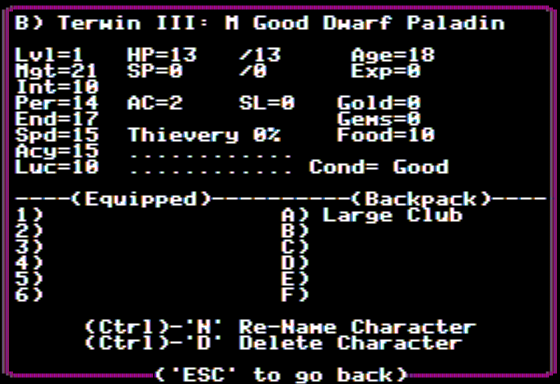 B) Terwin III: M Good Dwarf Paladin
Lvl=1 HP=13 /13 Age=18
Mgt=21 SP=0 /0 Exp=0
Int=10
Per=14 AC=2 SL=0 Gold=0
End=17 Gems=0
Spd=15 Thievery 0% Food=10
Acy=15 ............
Luc=10 ............ Cond= Good
----(Equipped)----------(Backpack)----
1) A) Large Club
2) B)
3) C)
4) D)
5) E)
6) F)
(Ctrl)-'N' Re-Name Character
(Ctrl)-'D' Delete Character
('ESC' to go back)